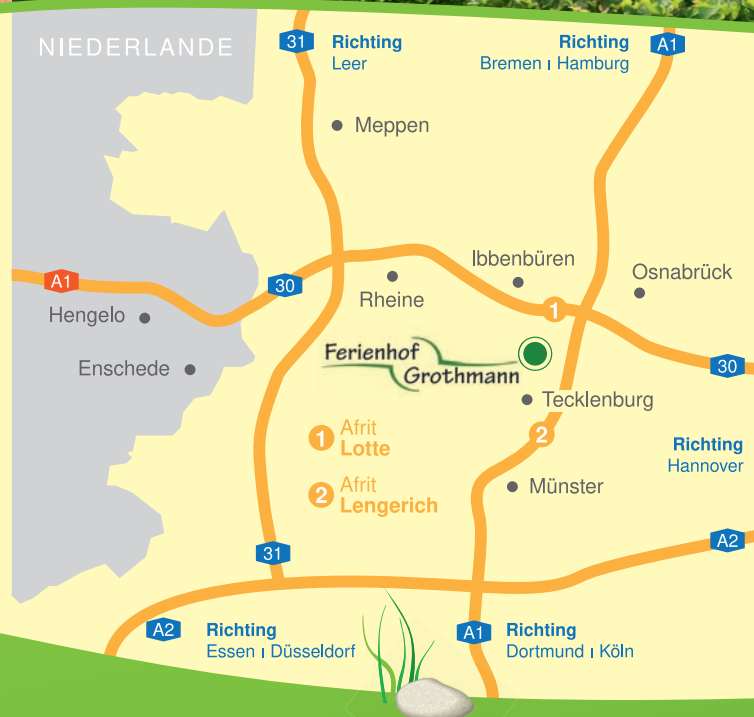 NIEDERLANDE
31
Richting
Leer
Richting
Bremen ı Hamburg
A1
Meppen
A1
30
Ibbenbüren
Osnabrück
Rheine
Hengelo
1
Enschede
Ferienhof
Grothmann
30
Tecklenburg
1 Afrit
Lotte
2
Richting
Hannover
2 Afrit
Lengerich
Münster
31
A2
A2
Richting
Essen ı Düsseldorf
A1
Richting
Dortmund ı Köln